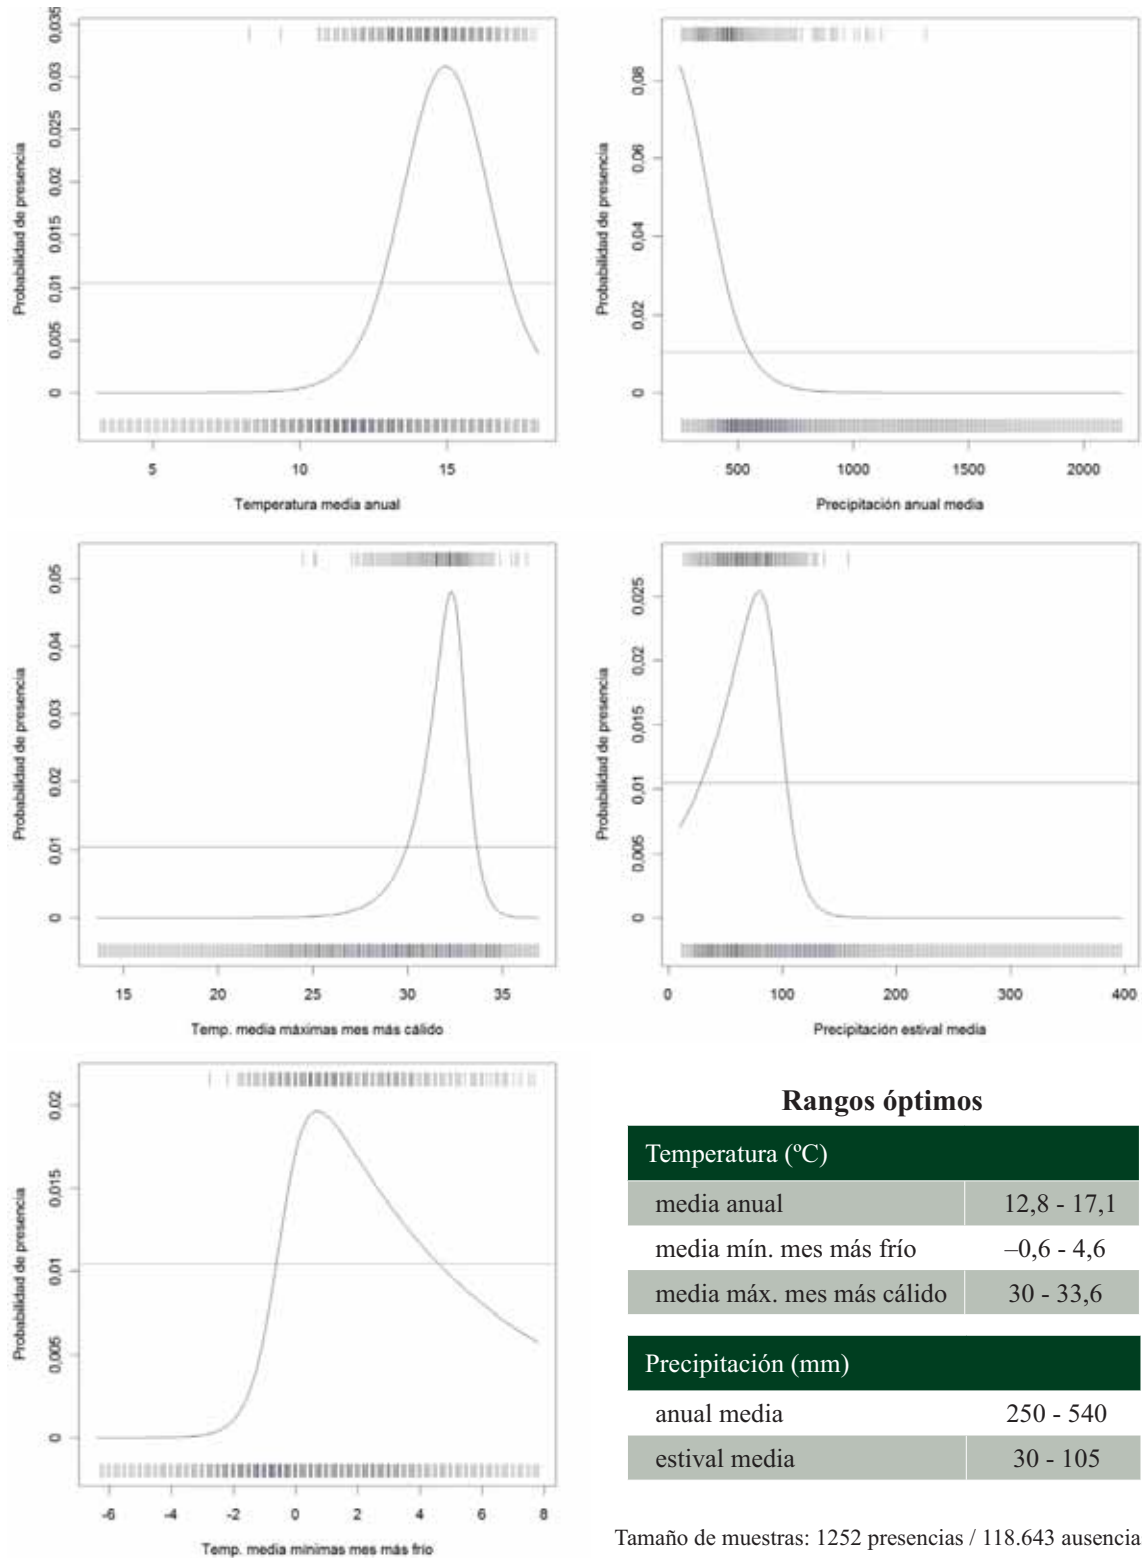 Probabilidad de presencia
0,035
0,03
0,025
0,02
0,015
0,01
0,005
0
5 10 15
Temperatura media anual
Probabilidad de presencia
0,08
0,06
0,04
0,02
0
500 1000 1500 2000
Precipitación anual media
Probabilidad de presencia
0,05
0,04
0,03
0,02
0,01
0
15 20 25 30 35
Temp. media máximas mes más cálido
Probabilidad de presencia
0,025
0,02
0,015
0,01
0,005
0
0 100 200 300 400
Precipitación estival media
Probabilidad de presencia
0,02
0,015
0,01
0,005
0
-6 -4 -2 0 2 4 6 8
Temp. media mínimas mes más frío
Rangos óptimos
Temperatura (ºC)
media anual 12,8 - 17,1
media mín. mes más frío –0,6 - 4,6
media máx. mes más cálido 30 - 33,6
Precipitación (mm)
anual media 250 - 540
estival media 30 - 105
Tamaño de muestras: 1252 presencias / 118.643 ausencia